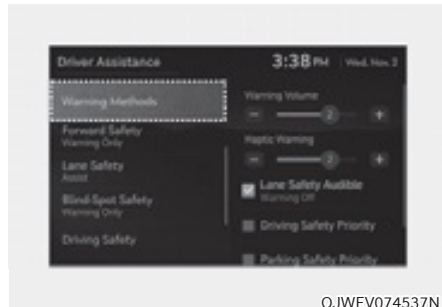 Driver Assistance
3:38 PM Wed. Nov. 3
Warning Methods
Forward Safety
Warning Only
Lane Safety
Assist
Blind-Spot Safety
Warning Only
Driving Safety
Warning Volume
− 2 +
Haptic Warning
− 2 +
Lane Safety Audible
Warning Off
Driving Safety Priority
Parking Safety Priority
OJWEV074537N